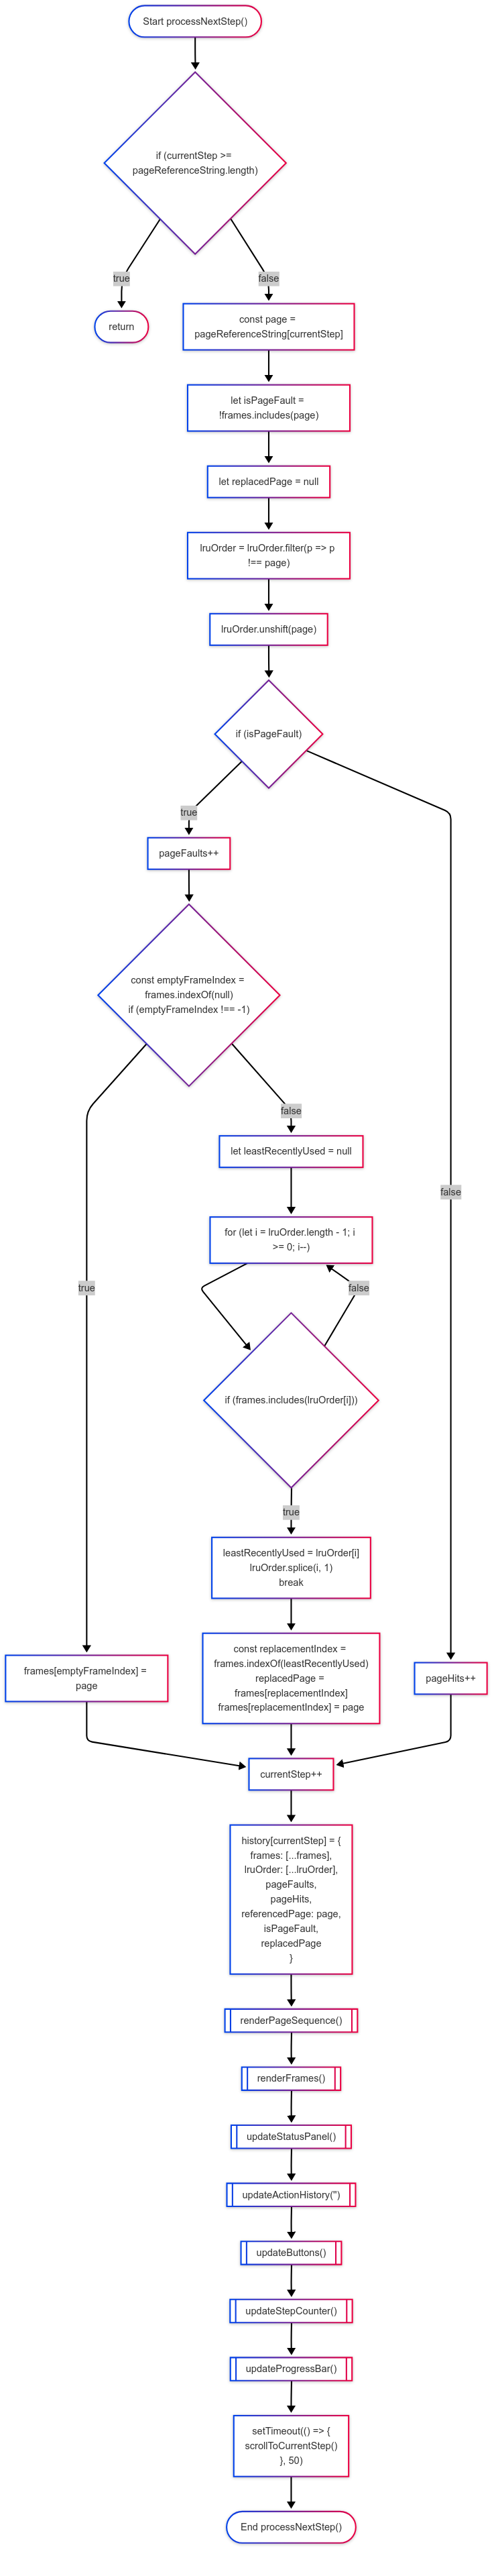 Start processNextStep()
if (currentStep >=
pageReferenceString.length)
true
false
return
const page =
pageReferenceString[currentStep]
let isPageFault =
!frames.includes(page)
let replacedPage = null
lruOrder = lruOrder.filter(p => p
!== page)
lruOrder.unshift(page)
if (isPageFault)
true
pageFaults++
const emptyFrameIndex =
frames.indexOf(null)
if (emptyFrameIndex !== -1)
false
let leastRecentlyUsed = null
false
for (let i = lruOrder.length - 1; i
>= 0; i--)
true
false
if (frames.includes(lruOrder[i]))
true
leastRecentlyUsed = lruOrder[i]
lruOrder.splice(i, 1)
break
frames[emptyFrameIndex] =
page
const replacementIndex =
frames.indexOf(leastRecentlyUsed)
replacedPage =
frames[replacementIndex]
frames[replacementIndex] = page
pageHits++
currentStep++
history[currentStep] = {
frames: [...frames],
lruOrder: [...lruOrder],
pageFaults,
pageHits,
referencedPage: page,
isPageFault,
replacedPage
}
renderPageSequence()
renderFrames()
updateStatusPanel()
updateActionHistory('')
updateButtons()
updateStepCounter()
updateProgressBar()
setTimeout(() => {
scrollToCurrentStep()
}, 50)
End processNextStep()